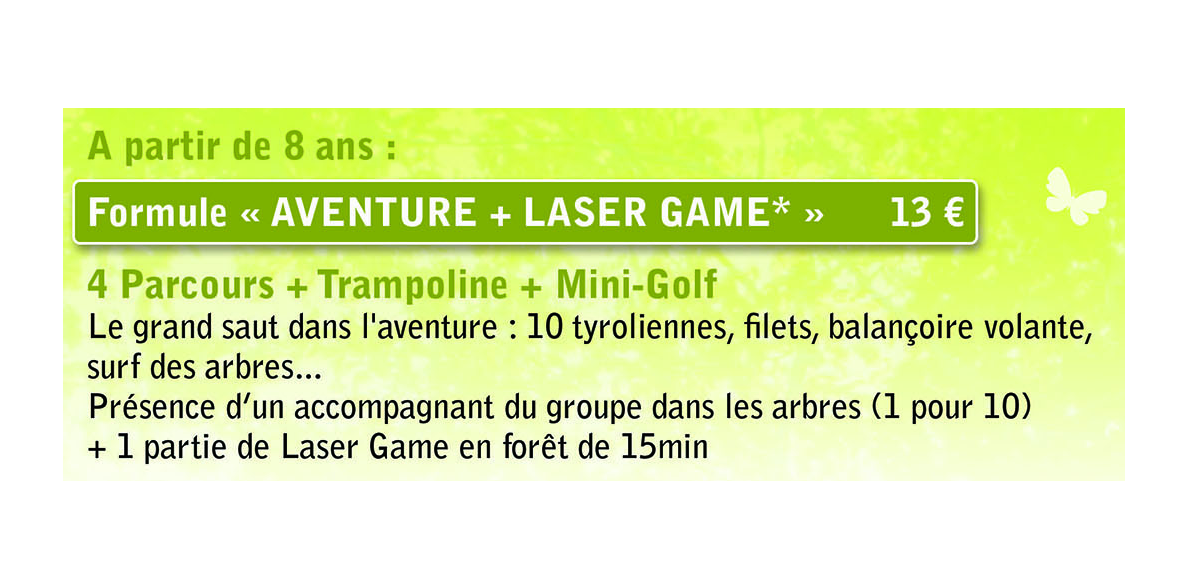 A partir de 8 ans :
Formule « AVENTURE + LASER GAME* » 13 €
4 Parcours + Trampoline + Mini-Golf
Le grand saut dans l'aventure : 10 tyroliennes, filets, balançoire volante,
surf des arbres...
Présence d‘un accompagnant du groupe dans les arbres (1 pour 10)
+ 1 partie de Laser Game en forêt de 15min